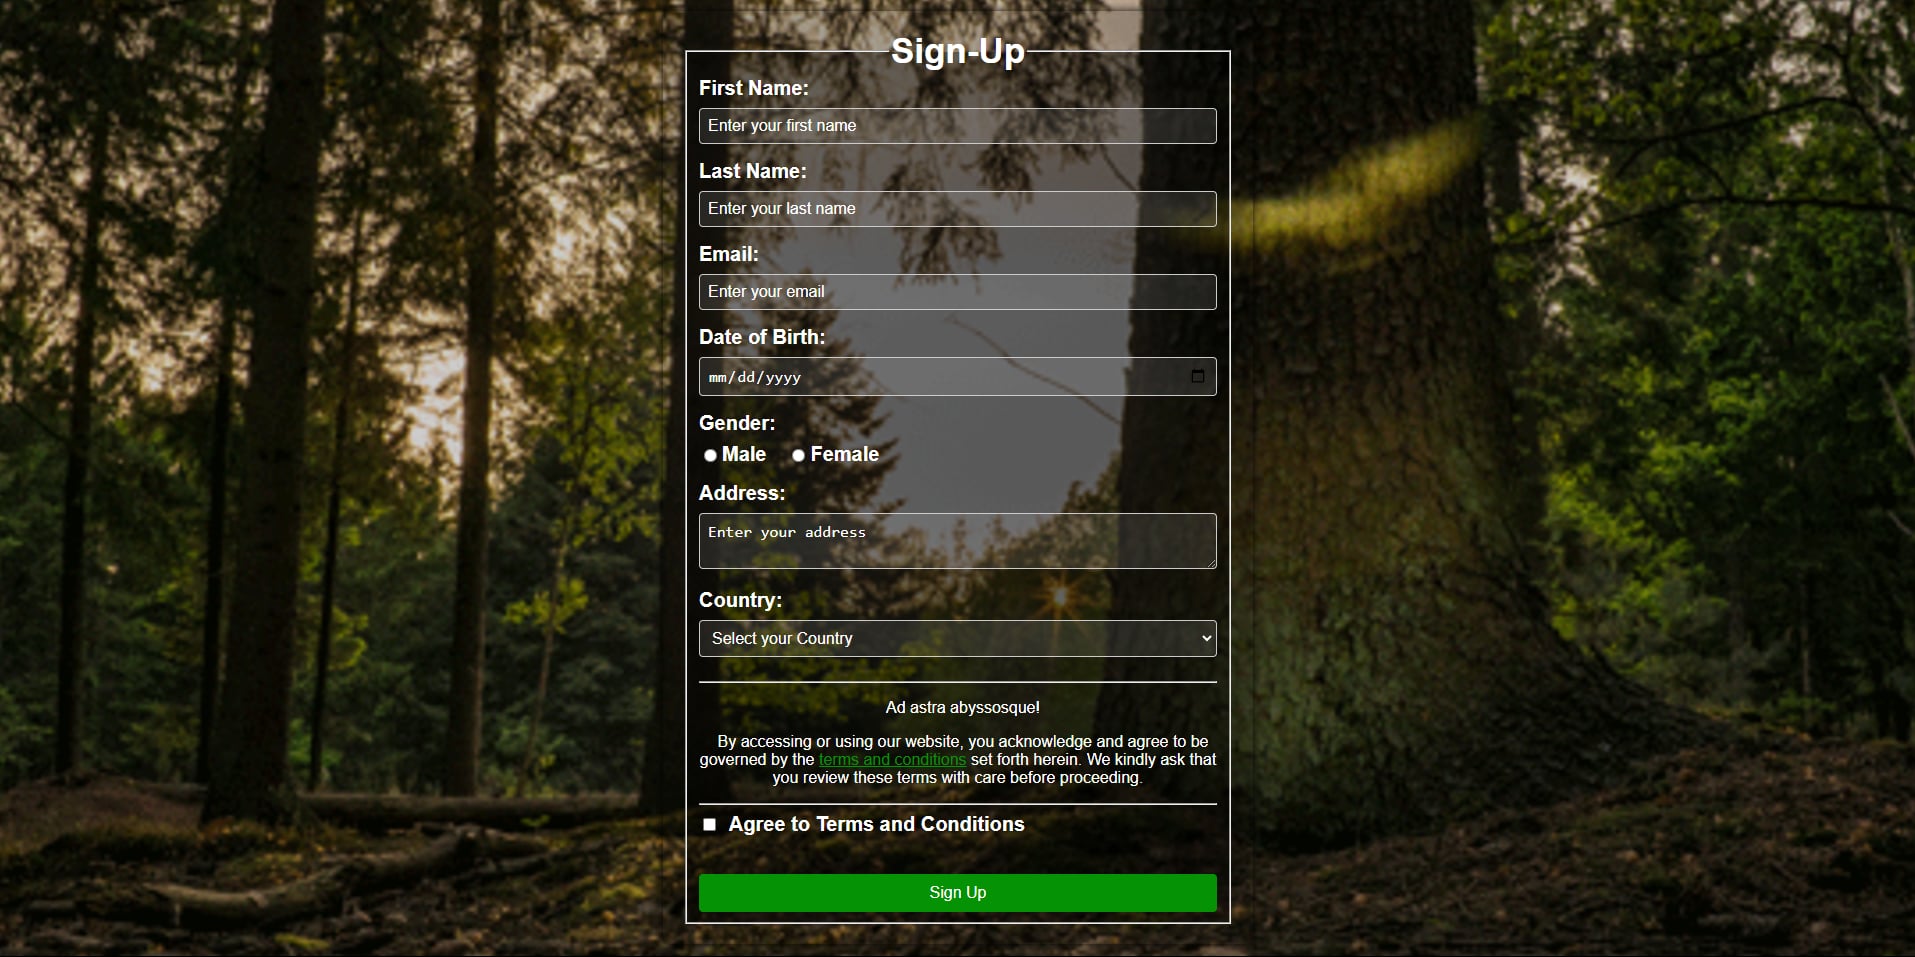 Sign-Up
First Name:
Enter your first name
Last Name:
Enter your last name
Email:
Enter your email
Date of Birth:
mm/dd/yyyy
Gender:
Male Female
Address:
Enter your address
Country:
Select your Country
Ad astra abyssosque!
By accessing or using our website, you acknowledge and agree to be
governed by the terms and conditions set forth herein. We kindly ask that
you review these terms with care before proceeding.
Agree to Terms and Conditions
Sign Up